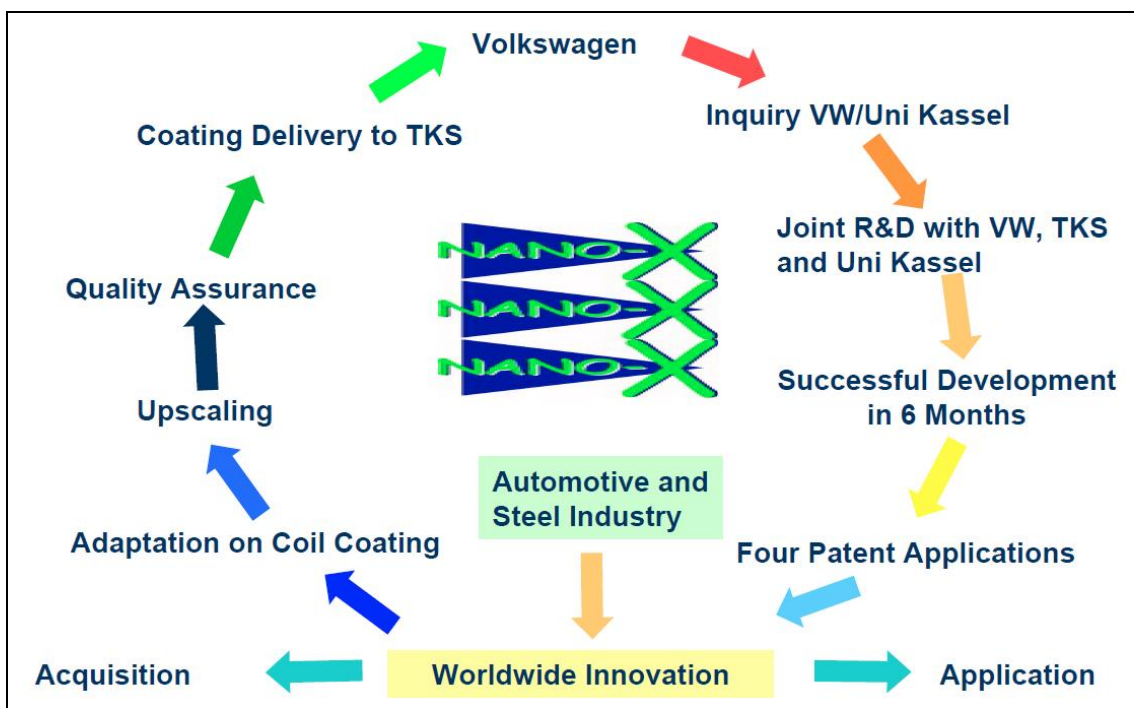 Volkswagen
Inquiry VW/Uni Kassel
Joint R&D with VW, TKS
and Uni Kassel
Successful Development
in 6 Months
Four Patent Applications
Worldwide Innovation
Application
Acquisition
Adaptation on Coil Coating
Upscaling
Quality Assurance
Coating Delivery to TKS
NANO-X
NANO-X
NANO-X
Automotive and
Steel Industry